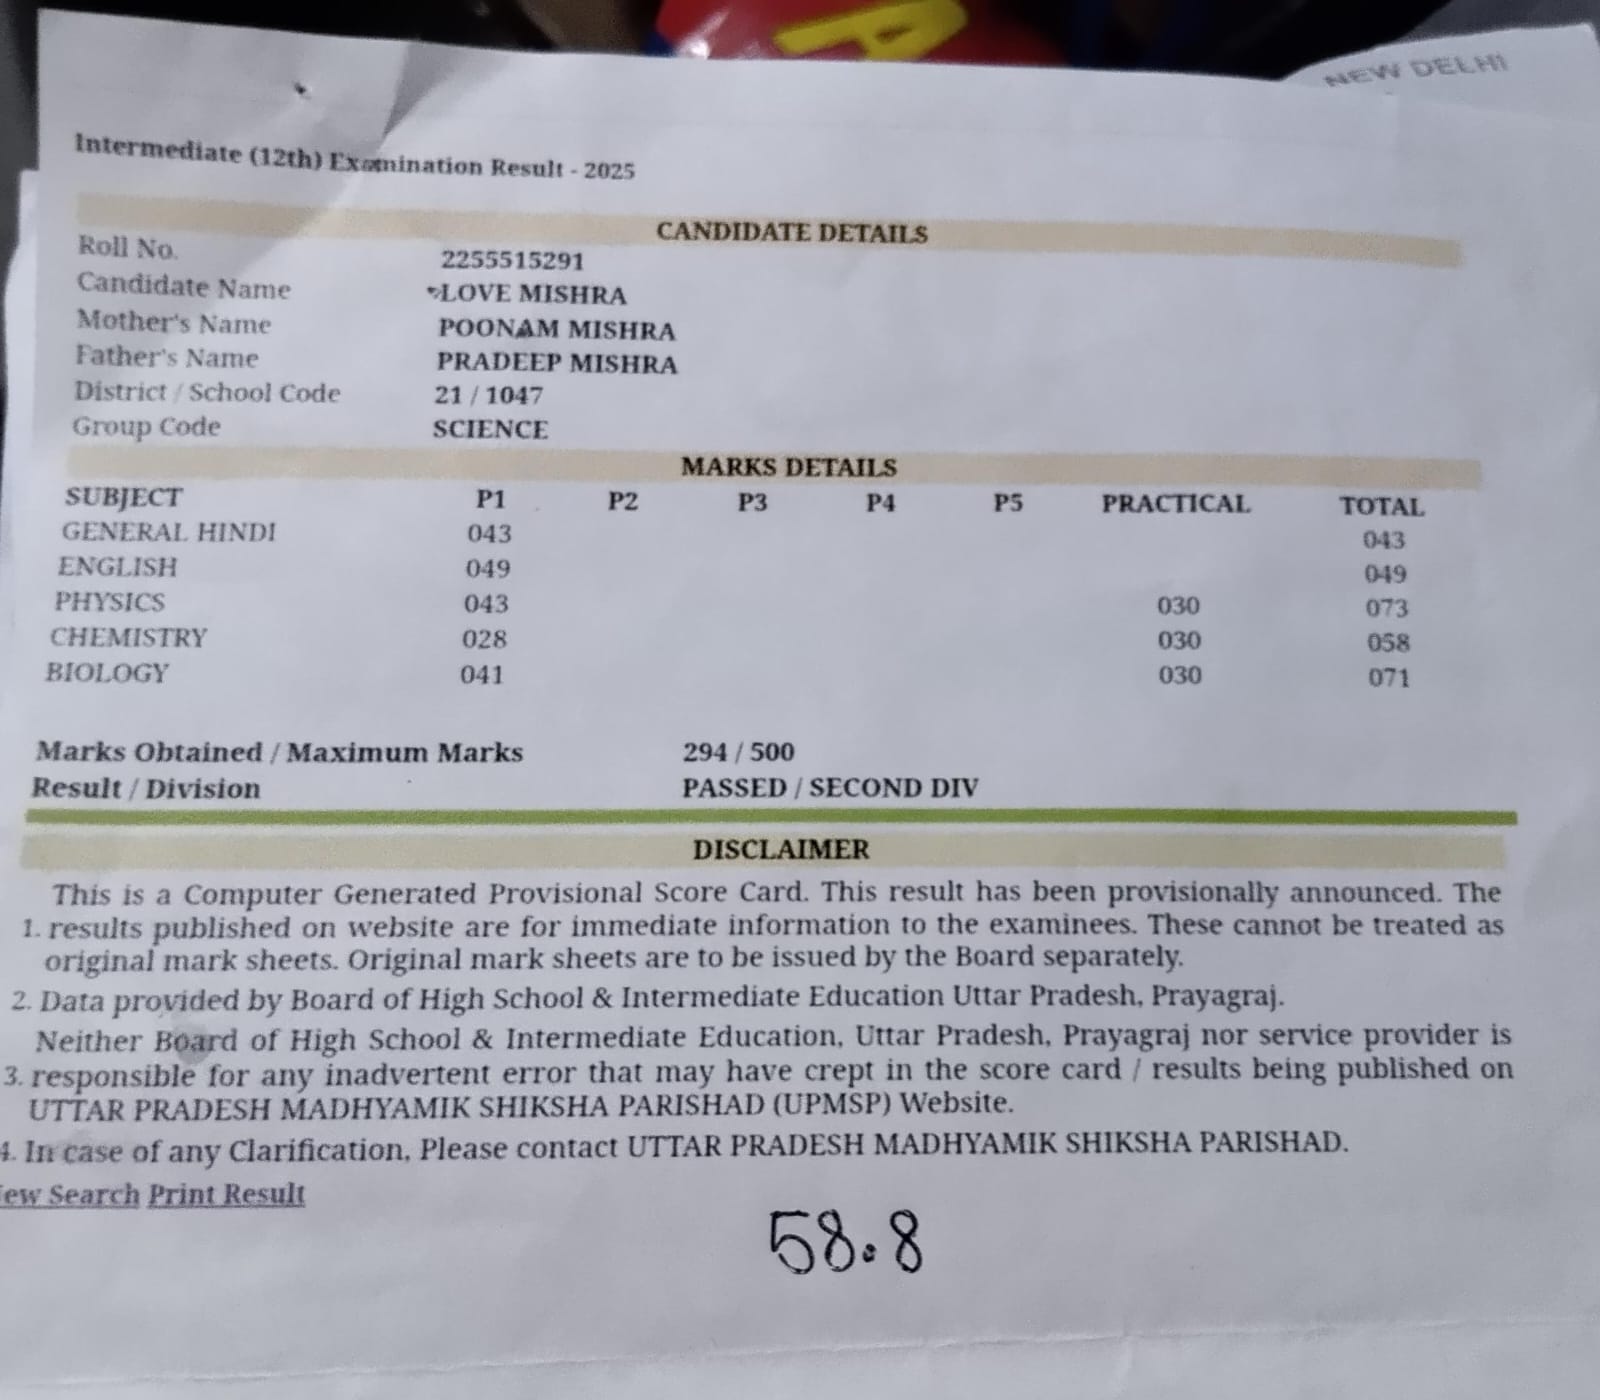 NEW DELHI
Intermediate (12th) Examination Result - 2025
CANDIDATE DETAILS
Roll No. 2255515291
Candidate Name LOVE MISHRA
Mother's Name POONAM MISHRA
Father's Name PRADEEP MISHRA
District / School Code 21 / 1047
Group Code SCIENCE
MARKS DETAILS
SUBJECT P1 P2 P3 P4 P5 PRACTICAL TOTAL
GENERAL HINDI 043 043
ENGLISH 049 049
PHYSICS 043 030 073
CHEMISTRY 028 030 058
BIOLOGY 041 030 071
Marks Obtained / Maximum Marks 294 / 500
Result / Division PASSED / SECOND DIV
DISCLAIMER
This is a Computer Generated Provisional Score Card. This result has been provisionally announced. The
1. results published on website are for immediate information to the examinees. These cannot be treated as
original mark sheets. Original mark sheets are to be issued by the Board separately.
2. Data provided by Board of High School & Intermediate Education Uttar Pradesh, Prayagraj.
Neither Board of High School & Intermediate Education, Uttar Pradesh, Prayagraj nor service provider is
3. responsible for any inadvertent error that may have crept in the score card / results being published on
UTTAR PRADESH MADHYAMIK SHIKSHA PARISHAD (UPMSP) Website.
4. In case of any Clarification, Please contact UTTAR PRADESH MADHYAMIK SHIKSHA PARISHAD.
ew Search Print Result
58.8